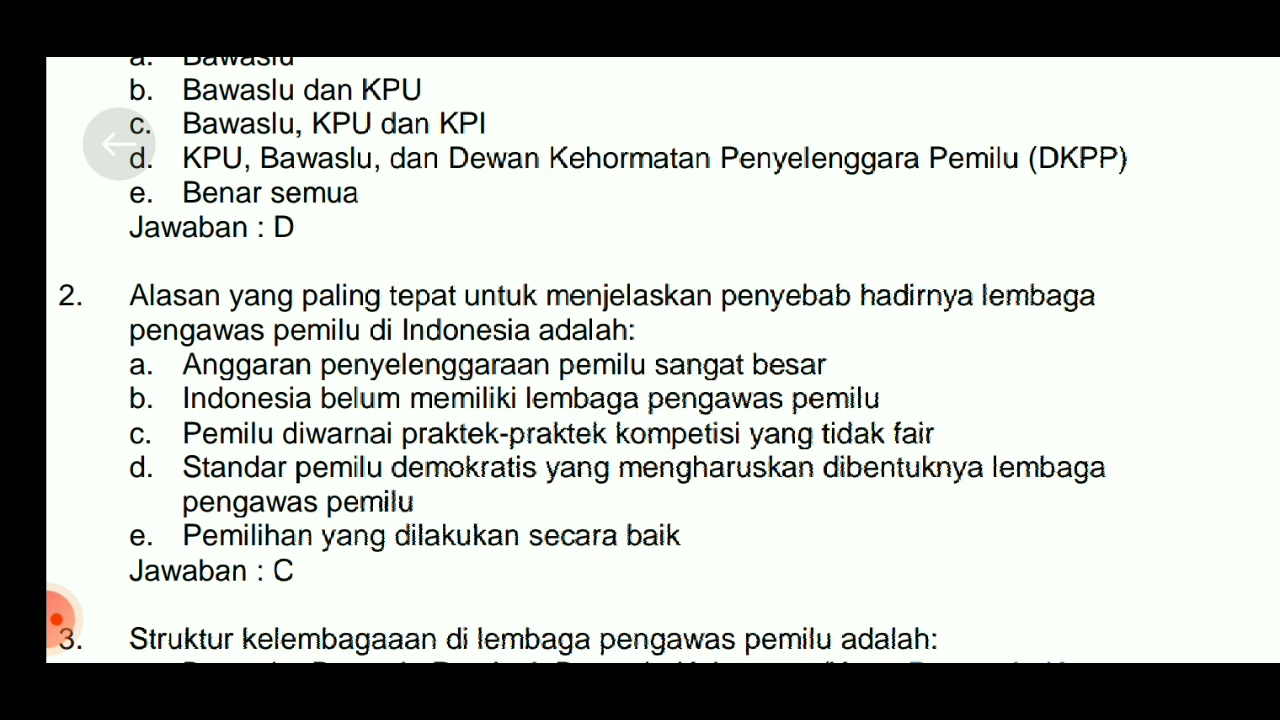 a. Bawaslu
b. Bawaslu dan KPU
c. Bawaslu, KPU dan KPI
d. KPU, Bawaslu, dan Dewan Kehormatan Penyelenggara Pemilu (DKPP)
e. Benar semua
Jawaban : D
2. Alasan yang paling tepat untuk menjelaskan penyebab hadirnya lembaga
pengawas pemilu di Indonesia adalah:
a. Anggaran penyelenggaraan pemilu sangat besar
b. Indonesia belum memiliki lembaga pengawas pemilu
c. Pemilu diwarnai praktek-praktek kompetisi yang tidak fair
d. Standar pemilu demokratis yang mengharuskan dibentuknya lembaga
pengawas pemilu
e. Pemilihan yang dilakukan secara baik
Jawaban : C
3. Struktur kelembagaaan di lembaga pengawas pemilu adalah: